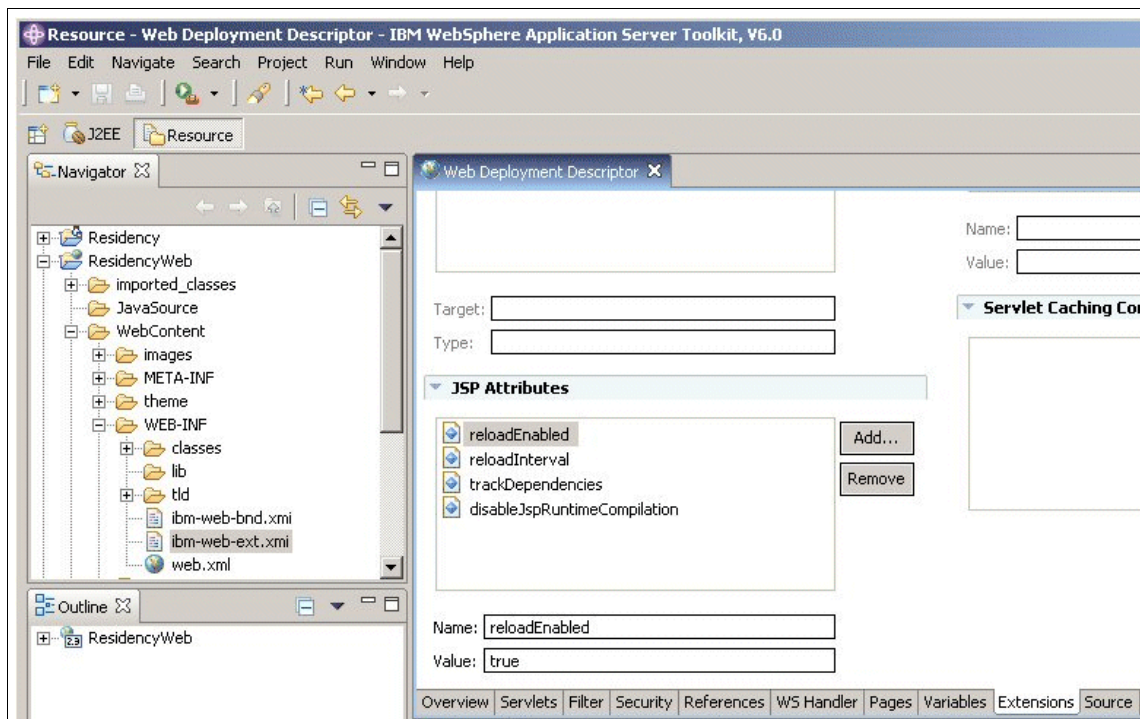 Resource - Web Deployment Descriptor - IBM WebSphere Application Server Toolkit, V6.0
File Edit Navigate Search Project Run Window Help
J2EE Resource
Navigator
Residency
ResidencyWeb
imported_classes
JavaSource
WebContent
images
META-INF
theme
WEB-INF
classes
lib
tld
ibm-web-bnd.xmi
ibm-web-ext.xmi
web.xml
Outline
2.3 ResidencyWeb
Web Deployment Descriptor
Target:
Type:
JSP Attributes
reloadEnabled
reloadInterval
trackDependencies
disableJspRuntimeCompilation
Add...
Remove
Name: reloadEnabled
Value: true
Name:
Value:
Servlet Caching Co
Overview Servlets Filter Security References WS Handler Pages Variables Extensions Source